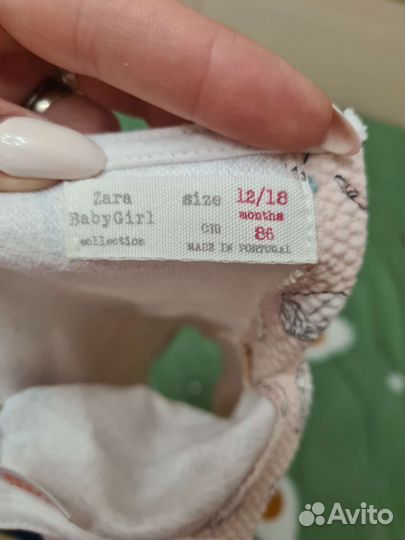 Zara
BabyGirl
collection
size 12/18
months
cm 86
MADE IN PORTUGAL
Avito